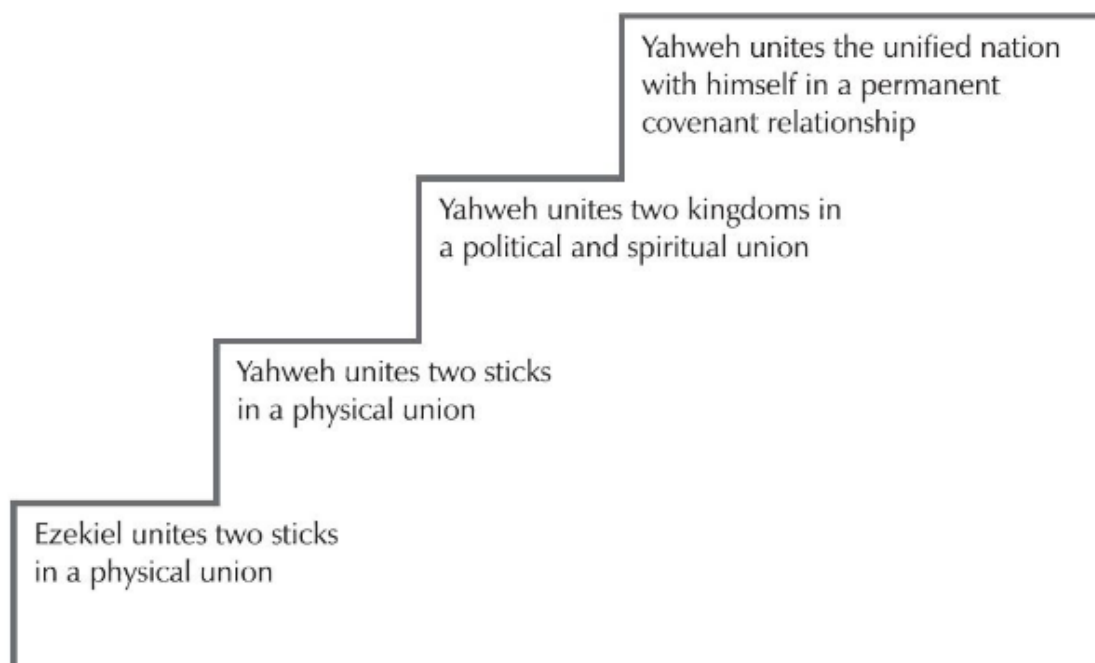 Yahweh unites the unified nation
with himself in a permanent
covenant relationship
Yahweh unites two kingdoms in
a political and spiritual union
Yahweh unites two sticks
in a physical union
Ezekiel unites two sticks
in a physical union